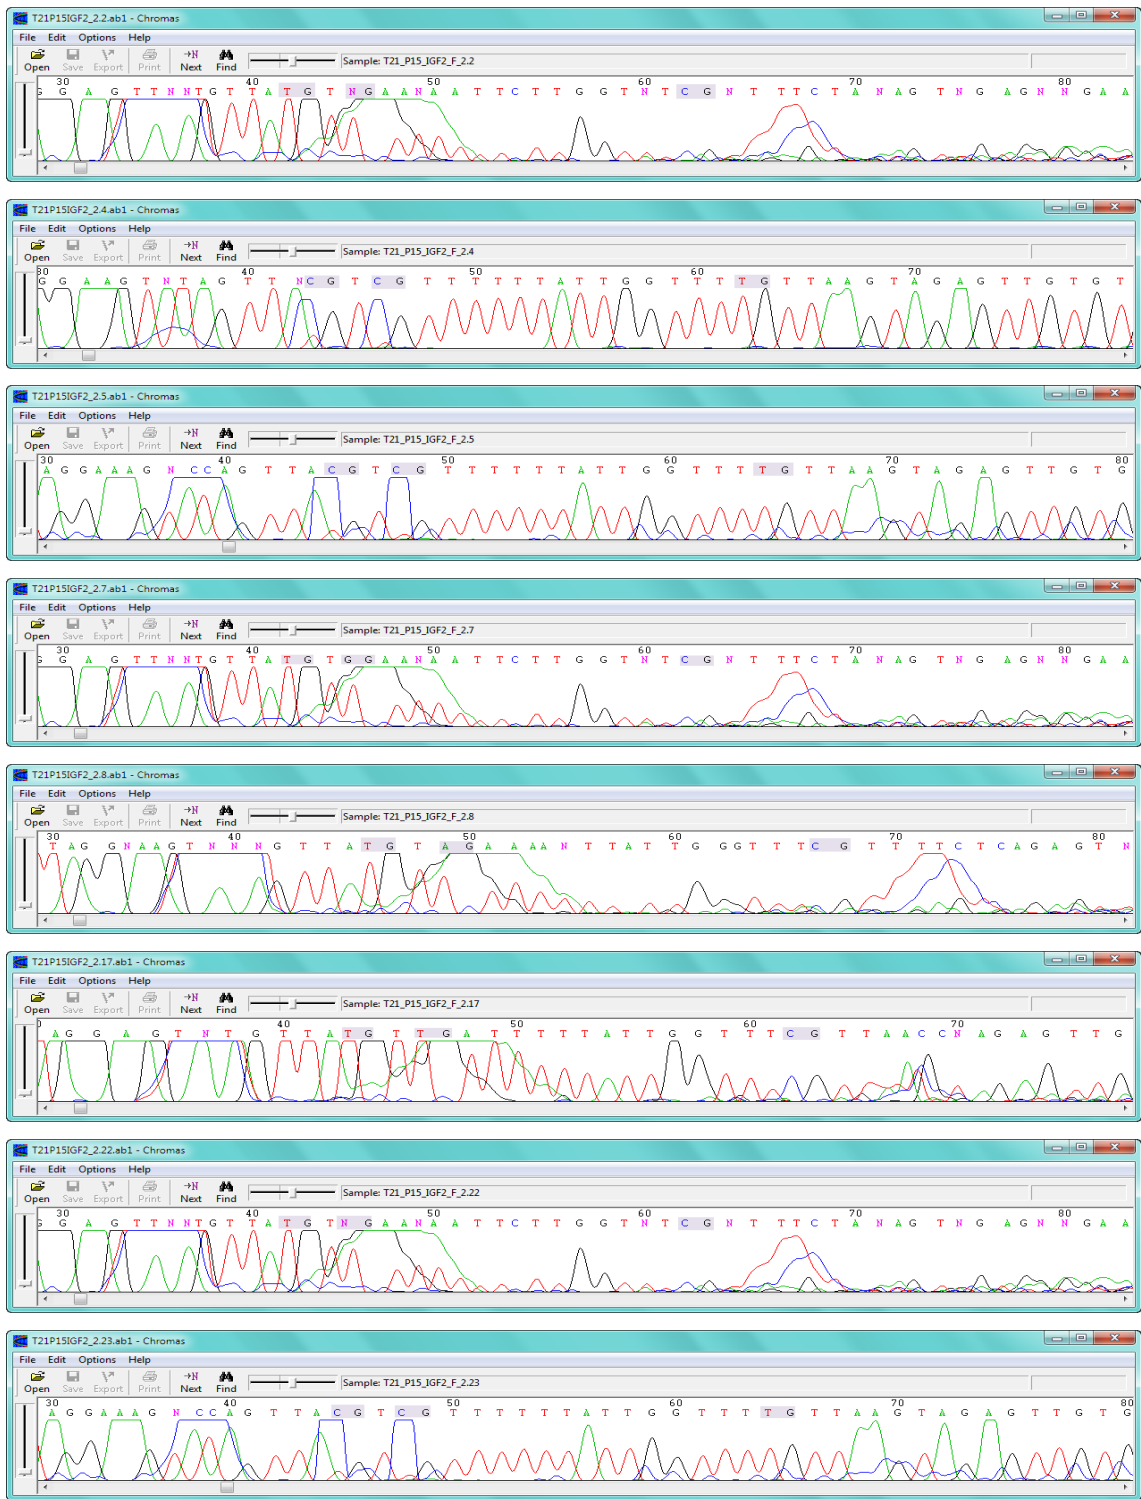 T21P15IGF2_2.2.ab1 - Chromas
File Edit Options Help
Open Save Export Print Next Find Sample: T21_P15_IGF2_F_2.2
30 40 50 60 70 80
G G A G T T N N T G T T A T G T N G A A N A A T T C T T G G T N T C G N T T T C T A N A G T N G A G N N G A A
T21P15IGF2_2.4.ab1 - Chromas
File Edit Options Help
Open Save Export Print Next Find Sample: T21_P15_IGF2_F_2.4
30 40 50 60 70
G G A A G T N T A G T T N C G T C G T T T T T T A T T G G T T T T G T T A A G T A G A G T T G T G T
T21P15IGF2_2.5.ab1 - Chromas
File Edit Options Help
Open Save Export Print Next Find Sample: T21_P15_IGF2_F_2.5
30 40 50 60 70 80
A G G A A A G N C C A G T T A C G T C G T T T T T T A T T G G T T T T G T T A A G T A G A G T T G T G
T21P15IGF2_2.7.ab1 - Chromas
File Edit Options Help
Open Save Export Print Next Find Sample: T21_P15_IGF2_F_2.7
30 40 50 60 70 80
G G A G T T N N T G T T A T G T G G A A N A A T T C T T G G T N T C G N T T T C T A N A G T N G A G N N G A A
T21P15IGF2_2.8.ab1 - Chromas
File Edit Options Help
Open Save Export Print Next Find Sample: T21_P15_IGF2_F_2.8
30 40 50 60 70 80
T A G G N A A G T N N N G T T A T G T A G A A A N T T A T T G G G T T T C G T T T T C T C A G A G T N
T21P15IGF2_2.17.ab1 - Chromas
File Edit Options Help
Open Save Export Print Next Find Sample: T21_P15_IGF2_F_2.17
40 50 60 70
A G G A G T N T G T T A T G T T G A T T T T T A T T G G T T T C G T T A A C C N A G A G T T G
T21P15IGF2_2.22.ab1 - Chromas
File Edit Options Help
Open Save Export Print Next Find Sample: T21_P15_IGF2_F_2.22
30 40 50 60 70 80
G G A G T T N N T G T T A T G T N G A A N A A T T C T T G G T N T C G N T T T C T A N A G T N G A G N N G A A
T21P15IGF2_2.23.ab1 - Chromas
File Edit Options Help
Open Save Export Print Next Find Sample: T21_P15_IGF2_F_2.23
30 40 50 60 70 80
A G G A A A G N C C A G T T A C G T C G T T T T T T A T T G G T T T T G T T A A G T A G A G T T G T G